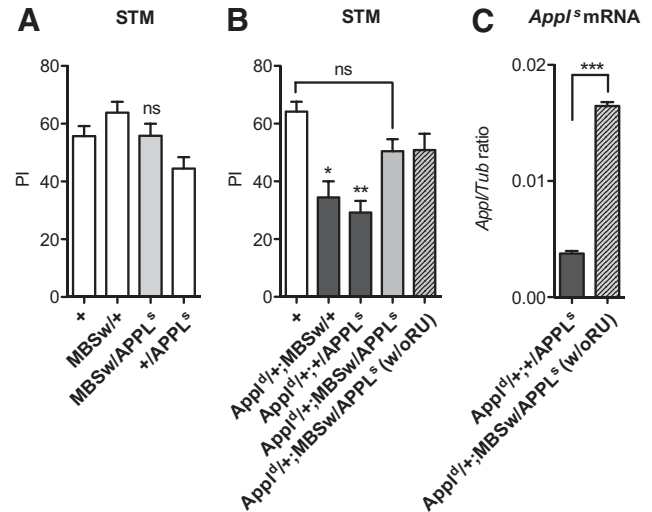 A
STM
PI
80
60
40
20
0
ns
+
MBSw/+
MBSw/APPLˢ
+/APPLˢ
B
STM
PI
80
60
40
20
0
ns
*
**
+
Applᵈ/+;MBSw/+
Applᵈ/+;+/APPLˢ
Applᵈ/+;MBSw/APPLˢ
Applᵈ/+;MBSw/APPLˢ (w/oRU)
C
Applˢ mRNA
Appl/Tub ratio
0.02
0.01
0.00
***
Applᵈ/+;+/APPLˢ
Applᵈ/+;MBSw/APPLˢ (w/oRU)